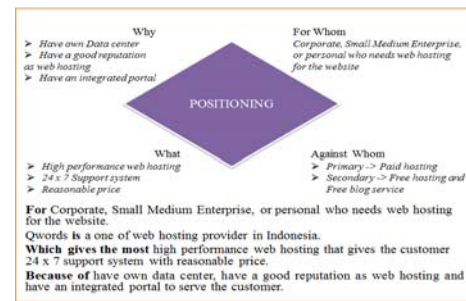 Why
➢ Have own Data center
➢ Have a good reputation
as web hosting
➢ Have an integrated portal
For Whom
Corporate, Small Medium Enterprise,
or personal who needs web hosting
for the website
POSITIONING
What
➢ High performance web hosting
➢ 24 x 7 Support system
➢ Reasonable price
Against Whom
➢ Primary -> Paid hosting
➢ Secondary -> Free hosting and
Free blog service
For Corporate, Small Medium Enterprise, or personal who needs web hosting
for the website.
Qwords is a one of web hosting provider in Indonesia.
Which gives the most high performance web hosting that gives the customer
24 x 7 support system with reasonable price.
Because of have own data center, have a good reputation as web hosting and
have an integrated portal to serve the customer.